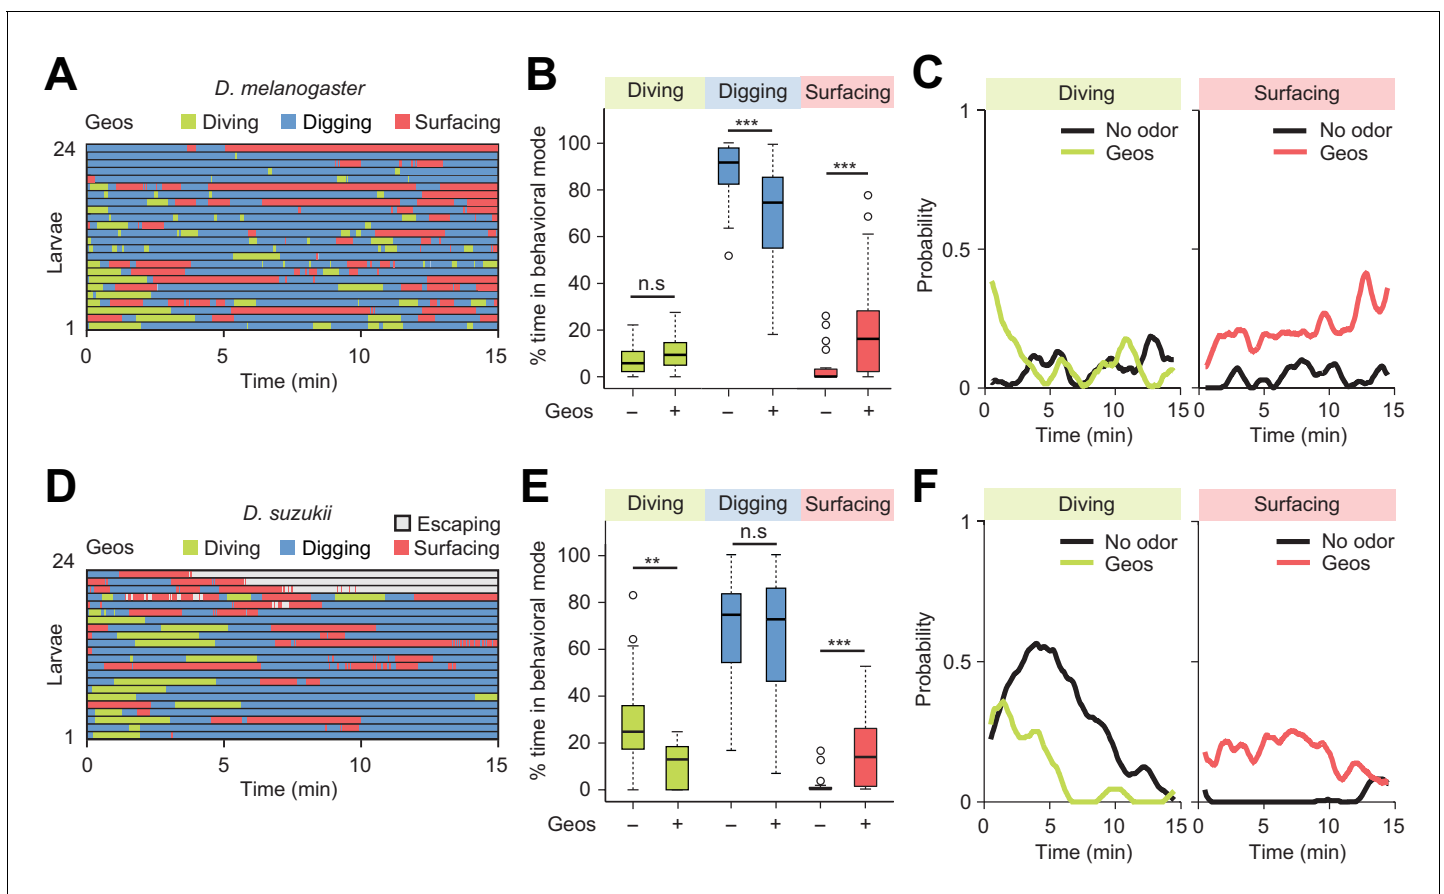 A
D. melanogaster
Geos Diving Digging Surfacing
24
Larvae
1
0 5 10 15
Time (min)
B
Diving Digging Surfacing
% time in behavioral mode
100
80
60
40
20
0
n.s
***
***
Geos – + – + – +
C
Diving Surfacing
No odor
Geos
No odor
Geos
Probability
1
0.5
0
0 5 10 15
Time (min)
0 5 10 15
Time (min)
D
D. suzukii
Escaping
Geos Diving Digging Surfacing
24
Larvae
1
0 5 10 15
Time (min)
E
Diving Digging Surfacing
% time in behavioral mode
100
80
60
40
20
0
**
n.s
***
Geos – + – + – +
F
Diving Surfacing
No odor
Geos
No odor
Geos
Probability
1
0.5
0
0 5 10 15
Time (min)
0 5 10 15
Time (min)